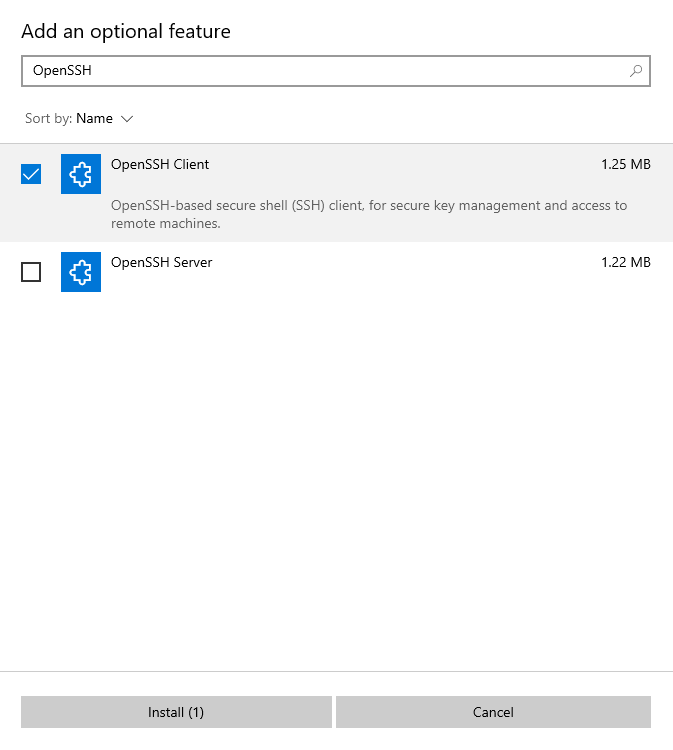 Add an optional feature
OpenSSH
Sort by: Name
OpenSSH Client 1.25 MB
OpenSSH-based secure shell (SSH) client, for secure key management and access to
remote machines.
OpenSSH Server 1.22 MB
Install (1) Cancel